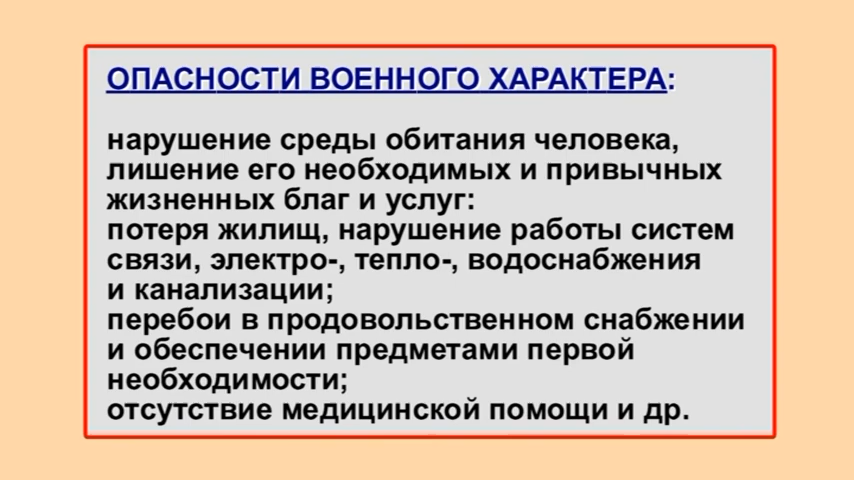 ОПАСНОСТИ ВОЕННОГО ХАРАКТЕРА:
нарушение среды обитания человека,
лишение его необходимых и привычных
жизненных благ и услуг:
потеря жилищ, нарушение работы систем
связи, электро-, тепло-, водоснабжения
и канализации;
перебои в продовольственном снабжении
и обеспечении предметами первой
необходимости;
отсутствие медицинской помощи и др.